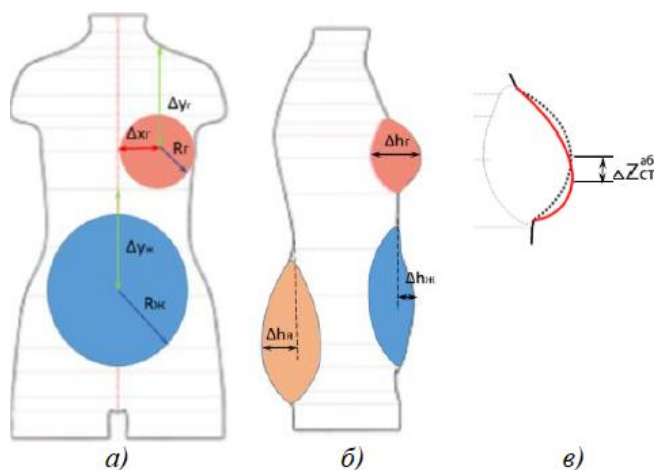 Δyг
Δxг
Rг
Δyж
Rж
Δhг
Δhж
Δhя
ΔZ аб ст
а)
б)
в)